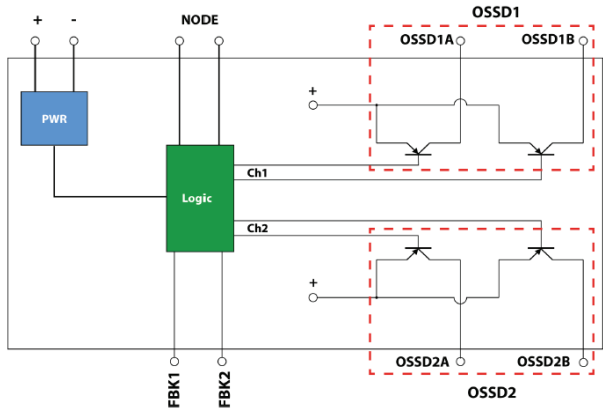 OSSD1
+ - NODE
OSSD1A OSSD1B
+
PWR
Ch1
Logic
Ch2
+
OSSD2A OSSD2B
FBK1
FBK2
OSSD2